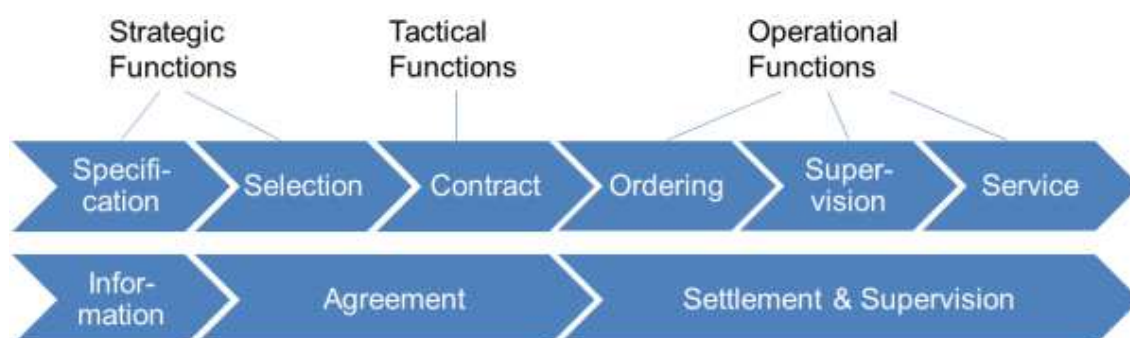 Strategic
Functions
Tactical
Functions
Operational
Functions
Specifi-
cation
Selection
Contract
Ordering
Super-
vision
Service
Infor-
mation
Agreement
Settlement & Supervision